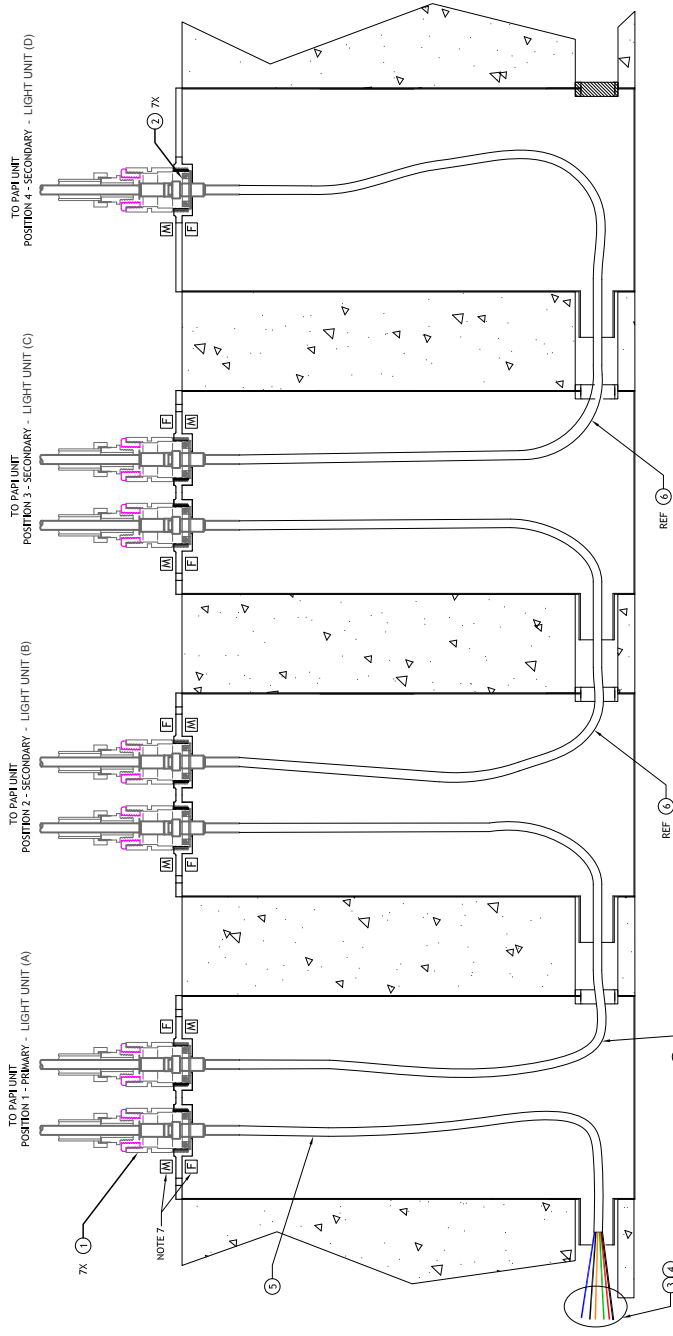 TO PAPI UNIT
POSITION 1 - PRIMARY - LIGHT UNIT (A)
TO PAPI UNIT
POSITION 2 - SECONDARY - LIGHT UNIT (B)
TO PAPI UNIT
POSITION 3 - SECONDARY - LIGHT UNIT (C)
TO PAPI UNIT
POSITION 4 - SECONDARY - LIGHT UNIT (D)
7X 1
NOTE 7
M
F
F
M
M
F
F
M
M
F
F
M
M
F
2 7X
5
3 4
REF 6
REF 6